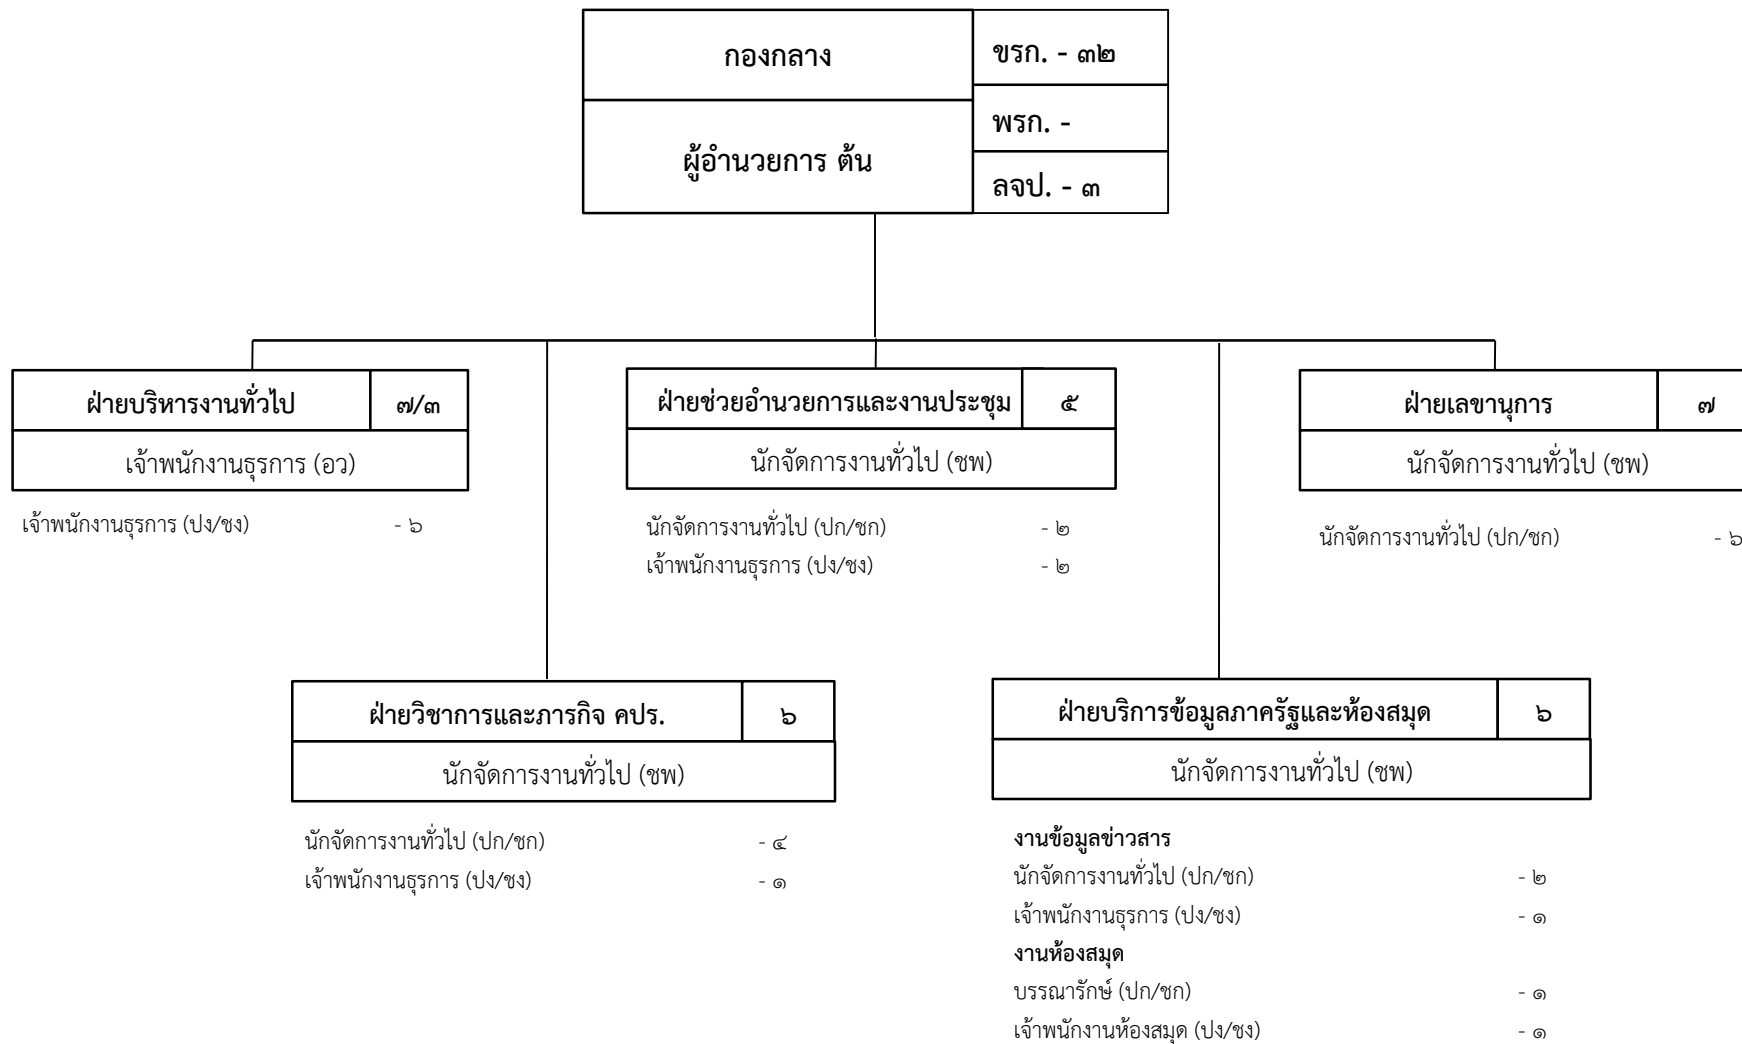 กองกลาง
ขรก. - ๓๒
ผู้อำนวยการ ต้น
พรก. -
ลจป. - ๓
ฝ่ายบริหารงานทั่วไป ๗/๓
เจ้าพนักงานธุรการ (อว)
เจ้าพนักงานธุรการ (ปง/ชง) - ๖
ฝ่ายช่วยอำนวยการและงานประชุม ๕
นักจัดการงานทั่วไป (ชพ)
นักจัดการงานทั่วไป (ปก/ชก) - ๒
เจ้าพนักงานธุรการ (ปง/ชง) - ๒
ฝ่ายเลขานุการ ๗
นักจัดการงานทั่วไป (ชพ)
นักจัดการงานทั่วไป (ปก/ชก) - ๖
ฝ่ายวิชาการและภารกิจ คปร. ๖
นักจัดการงานทั่วไป (ชพ)
นักจัดการงานทั่วไป (ปก/ชก) - ๔
เจ้าพนักงานธุรการ (ปง/ชง) - ๑
ฝ่ายบริการข้อมูลภาครัฐและห้องสมุด ๖
นักจัดการงานทั่วไป (ชพ)
งานข้อมูลข่าวสาร
นักจัดการงานทั่วไป (ปก/ชก) - ๒
เจ้าพนักงานธุรการ (ปง/ชง) - ๑
งานห้องสมุด
บรรณารักษ์ (ปก/ชก) - ๑
เจ้าพนักงานห้องสมุด (ปง/ชง) - ๑